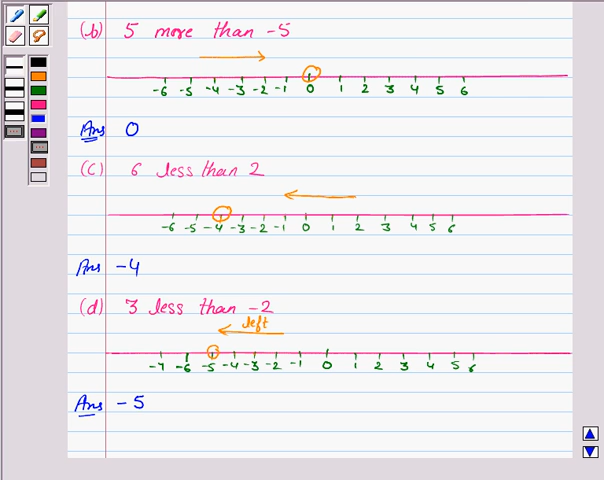 (b) 5 more than -5
-6 -5 -4 -3 -2 -1 0 1 2 3 4 5 6
Ans 0
(c) 6 less than 2
-6 -5 -4 -3 -2 -1 0 1 2 3 4 5 6
Ans -4
(d) 3 less than -2
left
-7 -6 -5 -4 -3 -2 -1 0 1 2 3 4 5 6
Ans -5